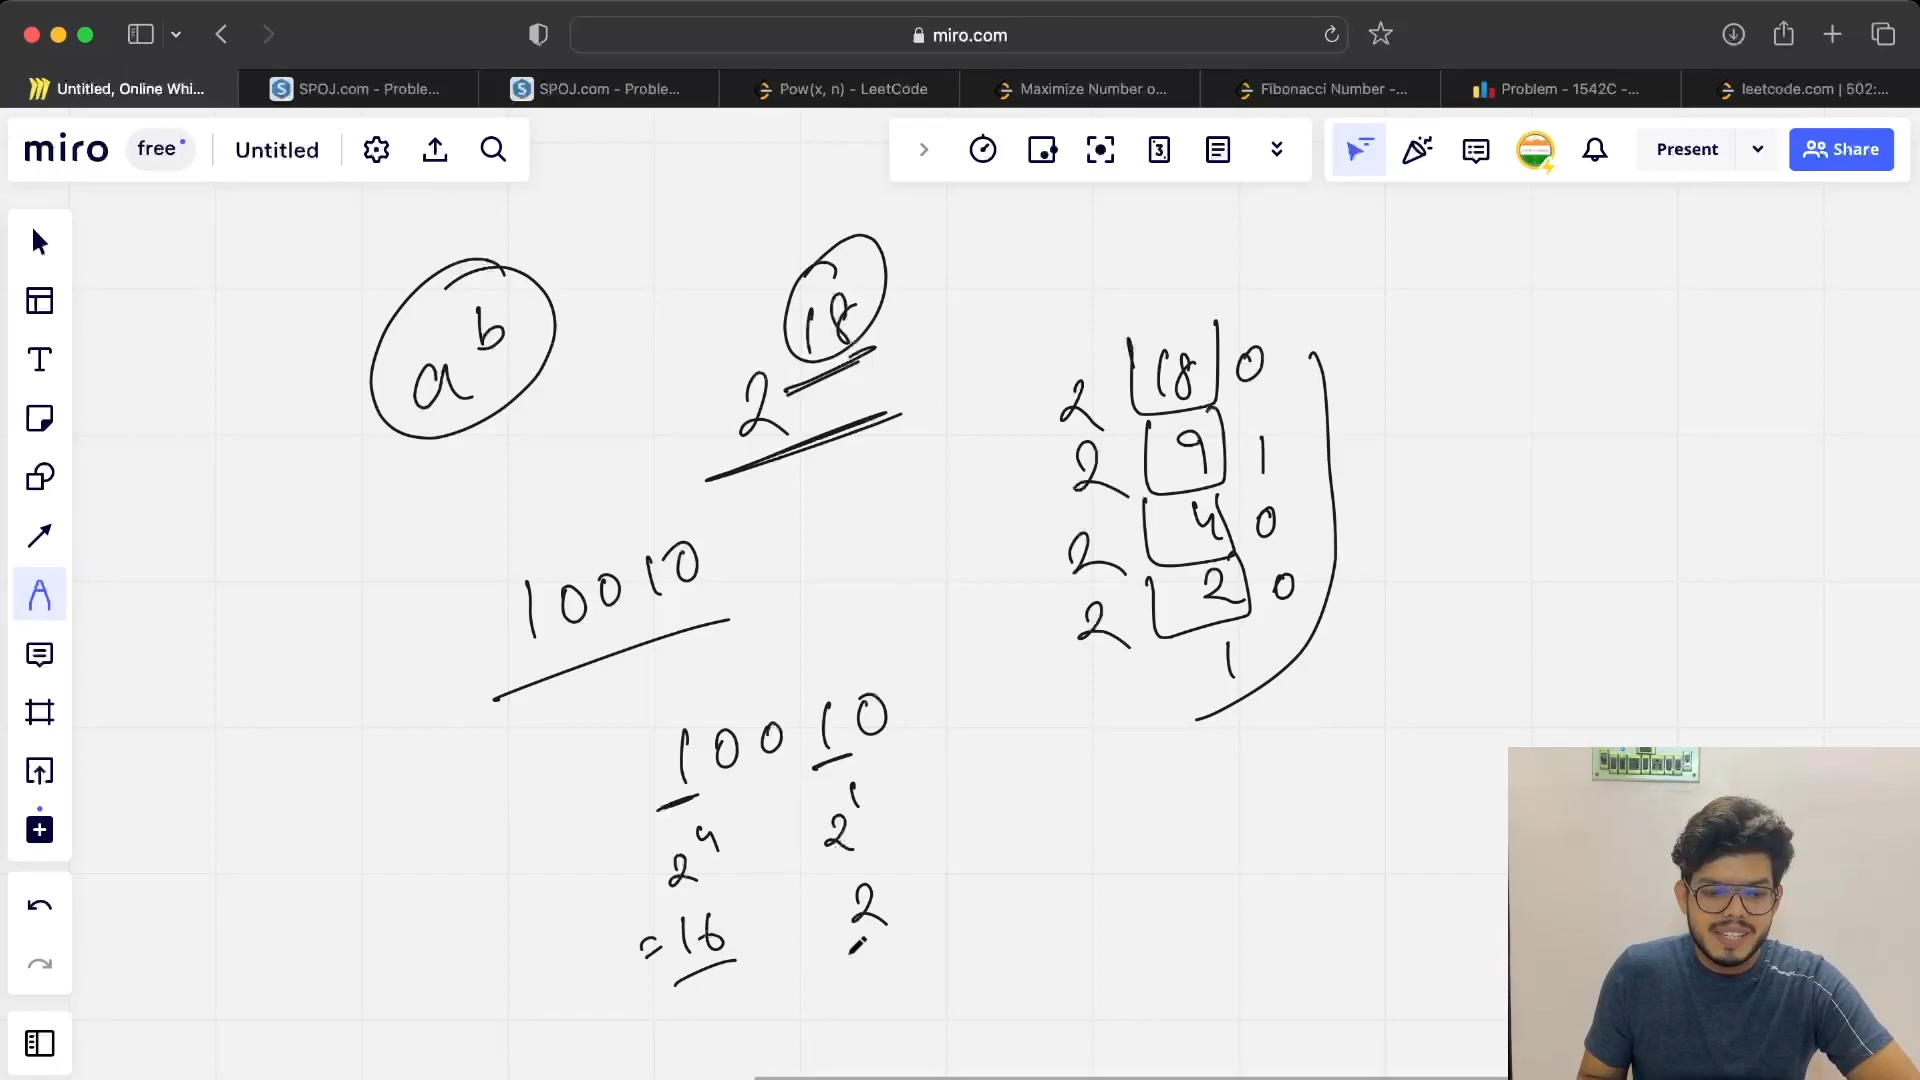 miro.com
Untitled, Online Whi...
SPOJ.com - Proble...
SPOJ.com - Proble...
Pow(x, n) - LeetCode
Maximize Number o...
Fibonacci Number -...
Problem - 1542C -...
leetcode.com | 502:...
miro
free
Untitled
3
Present
Share
a^b
2^18
2 18 0
2 9 1
2 4 0
2 2 0
1
10010
10010
2^4 2^1
=16 2